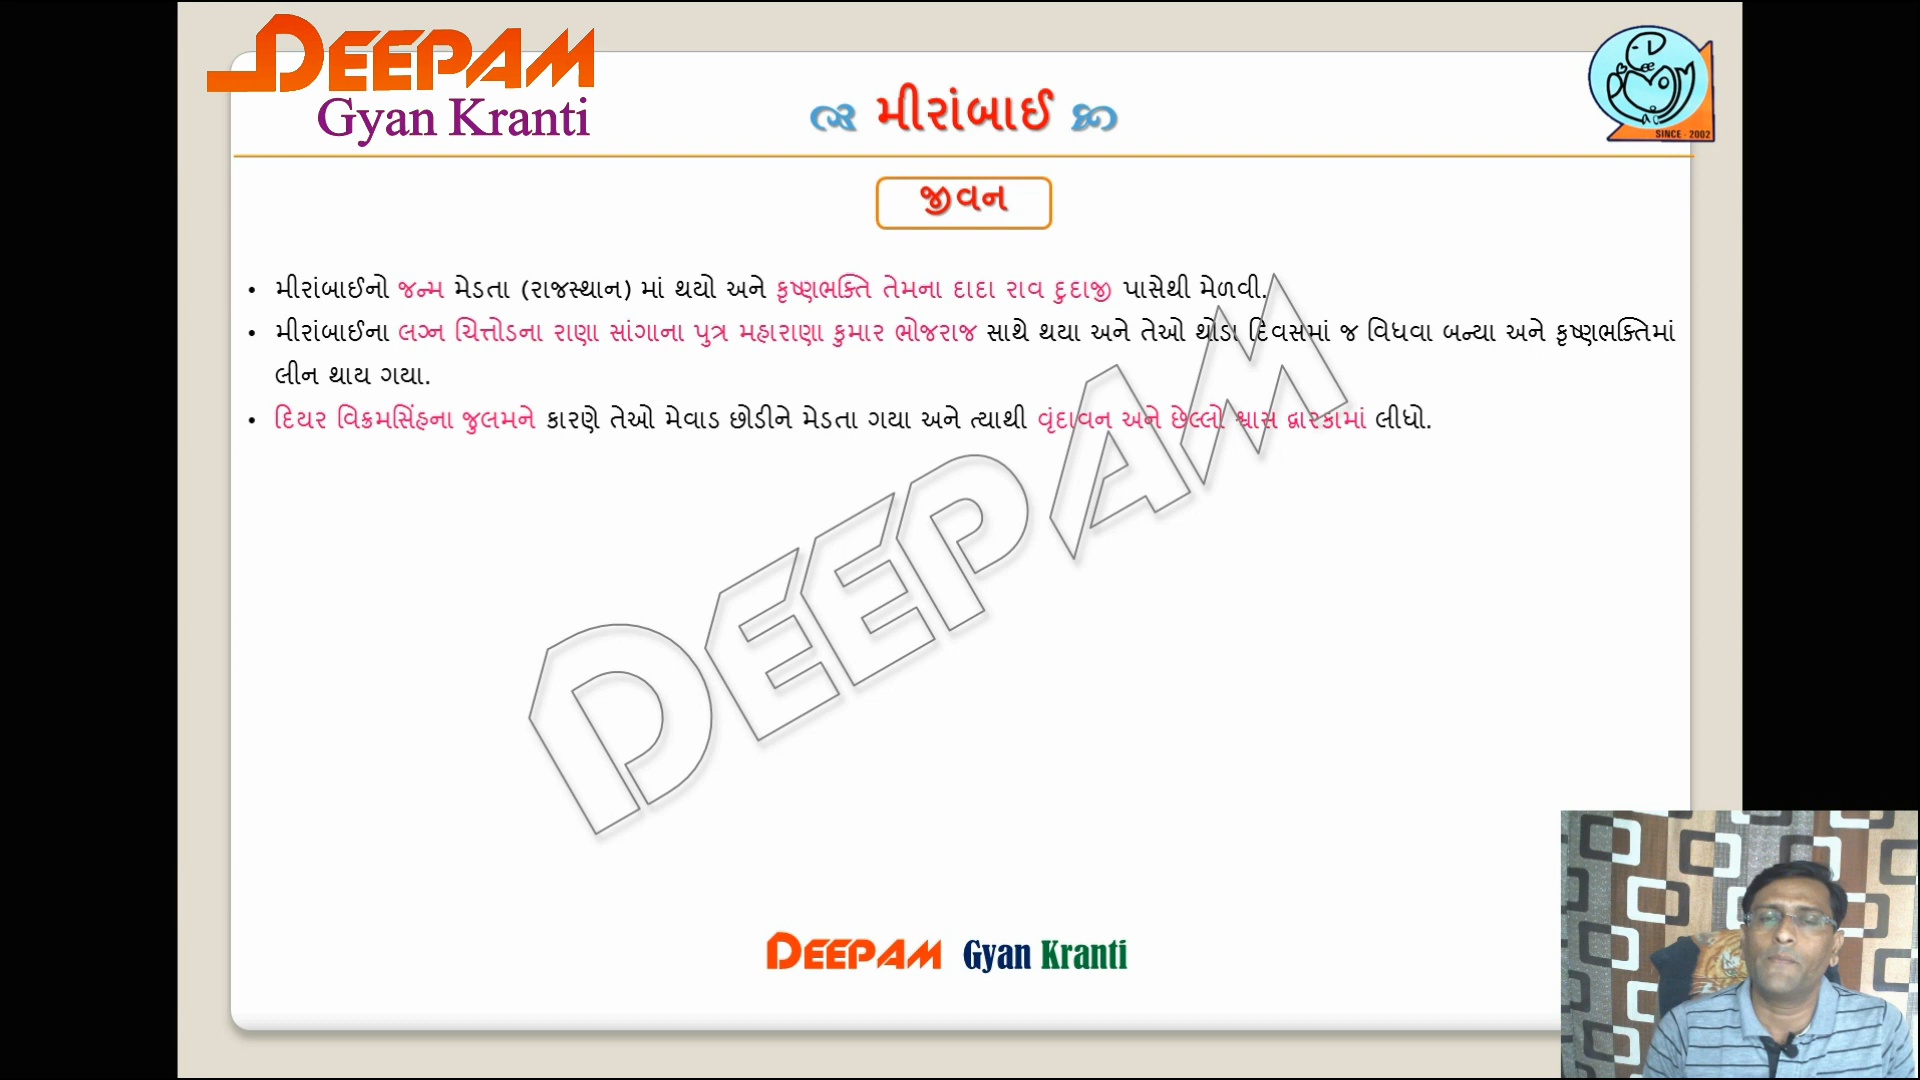 DEEPAM
Gyan Kranti
મીરાંબાઈ
SINCE - 2002
જીવન
• મીરાંબાઈનો જન્મ મેડતા (રાજસ્થાન) માં થયો અને કૃષ્ણભક્તિ તેમના દાદા રાવ દુદાજી પાસેથી મેળવી.
• મીરાંબાઈના લગ્ન ચિત્તોડના રાણા સાંગાના પુત્ર મહારાણા કુમાર ભોજરાજ સાથે થયા અને તેઓ થોડા દિવસમાં જ વિધવા બન્યા અને કૃષ્ણભક્તિમાં
લીન થાય ગયા.
• દિયર વિક્રમસિંહના જુલમને કારણે તેઓ મેવાડ છોડીને મેડતા ગયા અને ત્યાથી વૃંદાવન અને છેલ્લો શ્વાસ દ્વારકામાં લીધો.
DEEPAM
DEEPAM Gyan Kranti